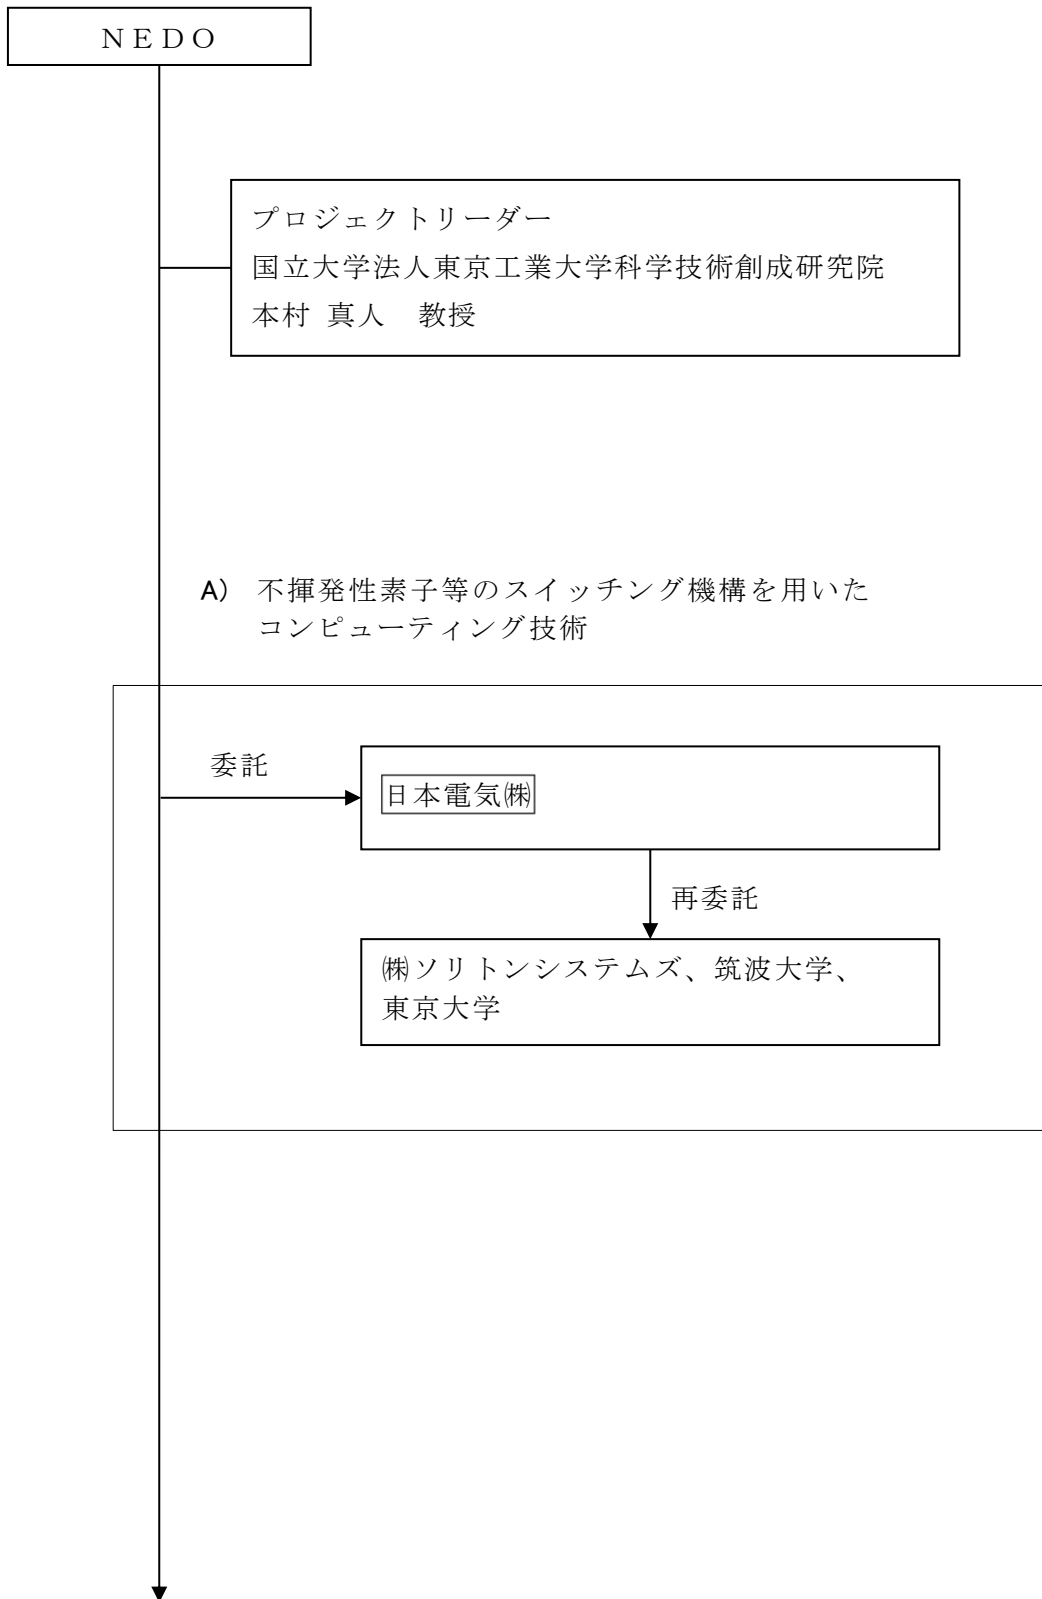 ＮＥＤＯ
プロジェクトリーダー
国立大学法人東京工業大学科学技術創成研究院
本村 真人　教授
A） 不揮発性素子等のスイッチング機構を用いた
コンピューティング技術
委託
日本電気㈱
再委託
㈱ソリトンシステムズ、筑波大学、
東京大学